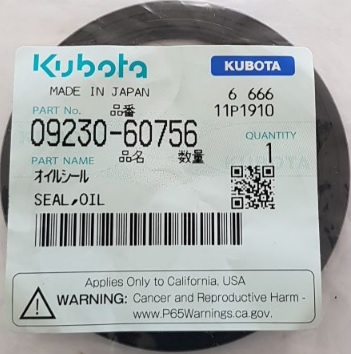 Kubota KUBOTA
MADE IN JAPAN 6 666
PART No. 品番 11P1910
09230-60756 QUANTITY
PART NAME 品名 数量 1
オイルシール KUBOTA
SEAL,OIL
Applies Only to California, USA
WARNING: Cancer and Reproductive Harm -
www.P65Warnings.ca.gov.